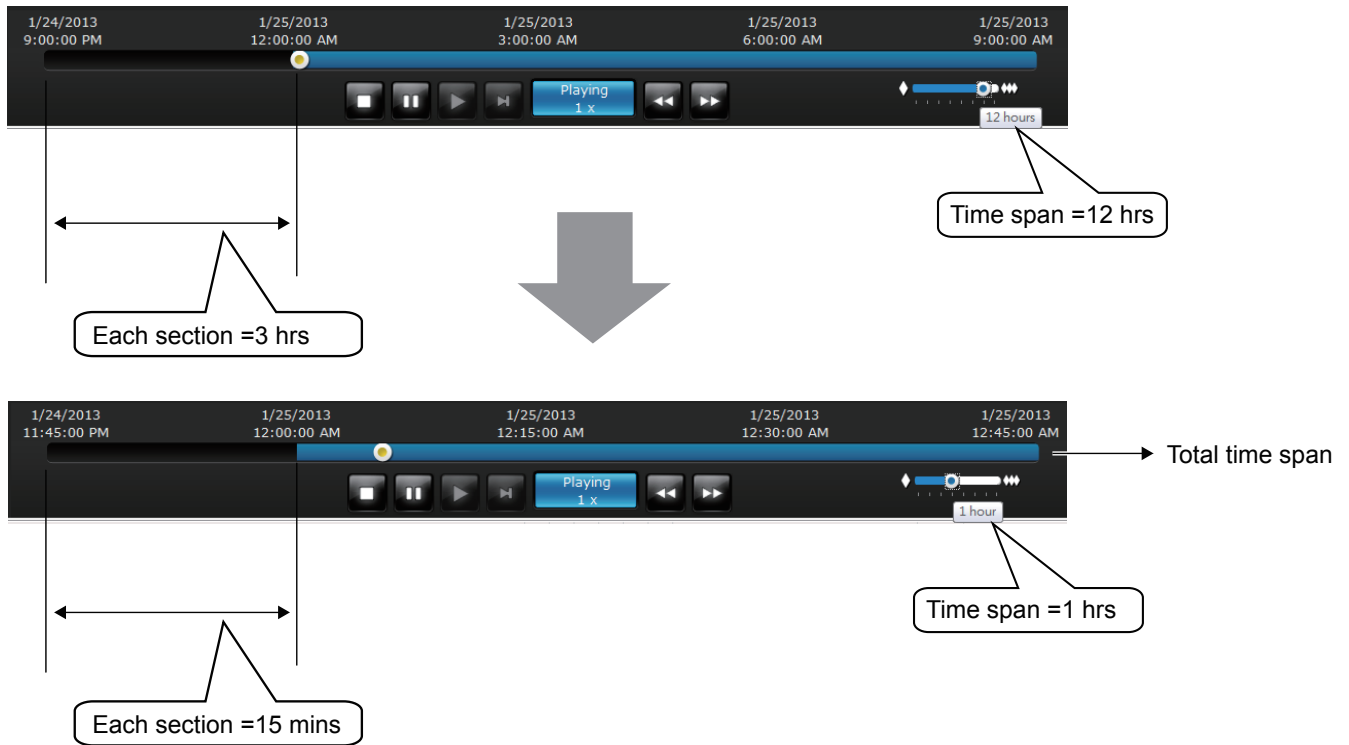 1/24/2013 1/25/2013 1/25/2013 1/25/2013 1/25/2013
9:00:00 PM 12:00:00 AM 3:00:00 AM 6:00:00 AM 9:00:00 AM
Playing
1 x
12 hours
Time span =12 hrs
Each section =3 hrs
1/24/2013 1/25/2013 1/25/2013 1/25/2013 1/25/2013
11:45:00 PM 12:00:00 AM 12:15:00 AM 12:30:00 AM 12:45:00 AM
Total time span
Playing
1 x
1 hour
Time span =1 hrs
Each section =15 mins